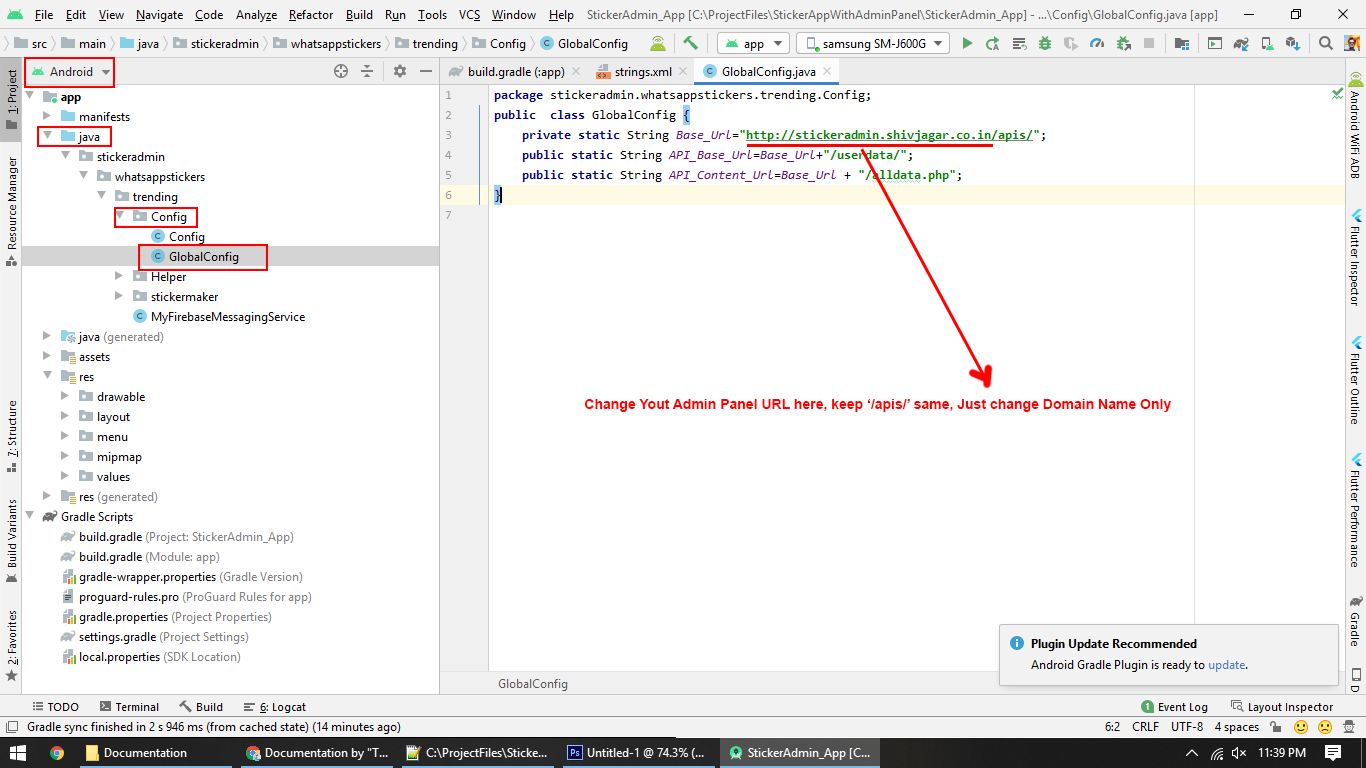 File Edit View Navigate Code Analyze Refactor Build Run Tools VCS Window Help StickerAdmin_App [C:\ProjectFiles\StickerAppWithAdminPanel\StickerAdmin_App] - ...\Config\GlobalConfig.java [app]
src main java stickeradmin whatsappstickers trending Config GlobalConfig app samsung SM-J600G
1: Project
Resource Manager
7: Structure
Build Variants
2: Favorites
Android
app
manifests
java
stickeradmin
whatsappstickers
trending
Config
Config
GlobalConfig
Helper
stickermaker
MyFirebaseMessagingService
java (generated)
assets
res
drawable
layout
menu
mipmap
values
res (generated)
Gradle Scripts
build.gradle (Project: StickerAdmin_App)
build.gradle (Module: app)
gradle-wrapper.properties (Gradle Version)
proguard-rules.pro (ProGuard Rules for app)
gradle.properties (Project Properties)
settings.gradle (Project Settings)
local.properties (SDK Location)
build.gradle (:app) strings.xml GlobalConfig.java
1 package stickeradmin.whatsappstickers.trending.Config;
2 public class GlobalConfig {
3 private static String Base_Url="http://stickeradmin.shivjagar.co.in/apis/";
4 public static String API_Base_Url=Base_Url+"/userdata/";
5 public static String API_Content_Url=Base_Url + "/alldata.php";
6 }
7
Change Yout Admin Panel URL here, keep ‘/apis/’ same, Just change Domain Name Only
Android WiFi ADB
Flutter Inspector
Flutter Outline
Flutter Performance
Gradle
D
Plugin Update Recommended
Android Gradle Plugin is ready to update.
GlobalConfig
TODO Terminal Build 6: Logcat 1 Event Log Layout Inspector
Gradle sync finished in 2 s 946 ms (from cached state) (14 minutes ago) 6:2 CRLF UTF-8 4 spaces
Documentation Documentation by "T... C:\ProjectFiles\Sticke... Ps Untitled-1 @ 74.3% (... StickerAdmin_App [C... 11:39 PM